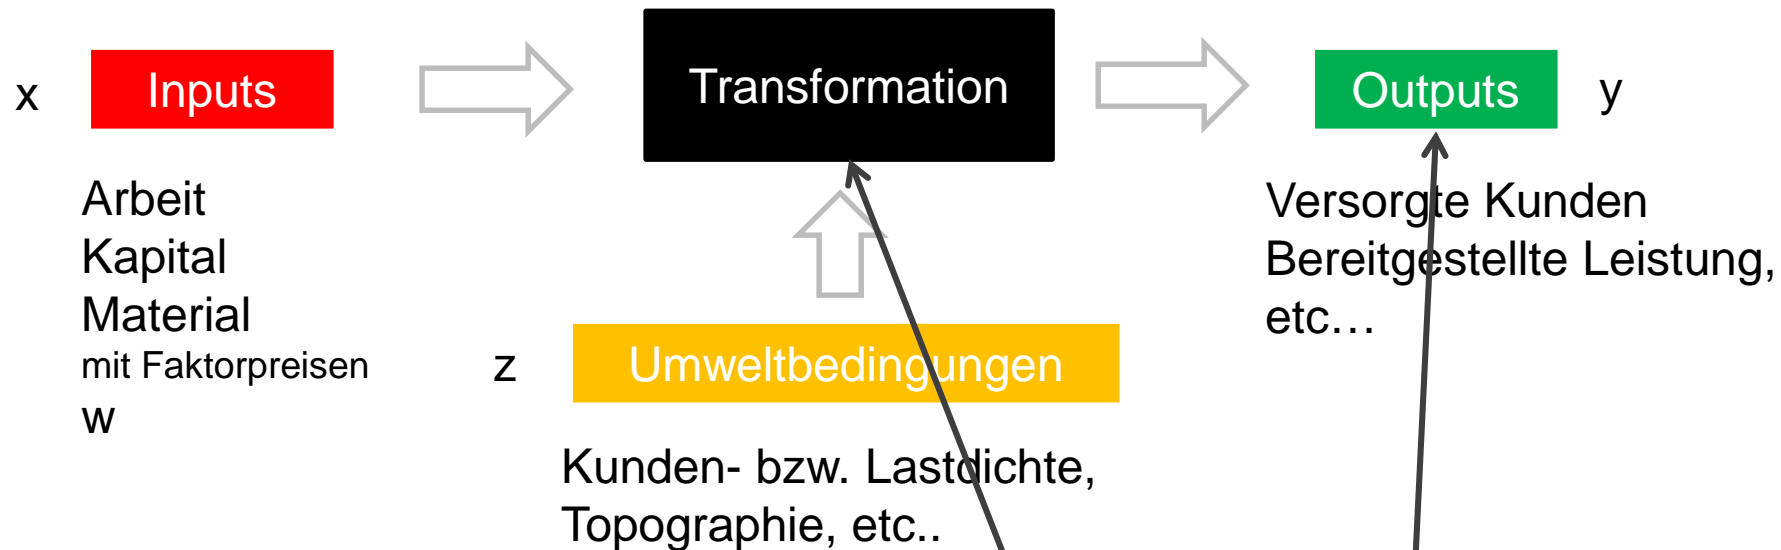 x
Inputs
Transformation
Outputs
y
Arbeit
Kapital
Material
mit Faktorpreisen
w
z
Umweltbedingungen
Kunden- bzw. Lastdichte,
Topographie, etc..
Versorgte Kunden
Bereitgestellte Leistung,
etc…